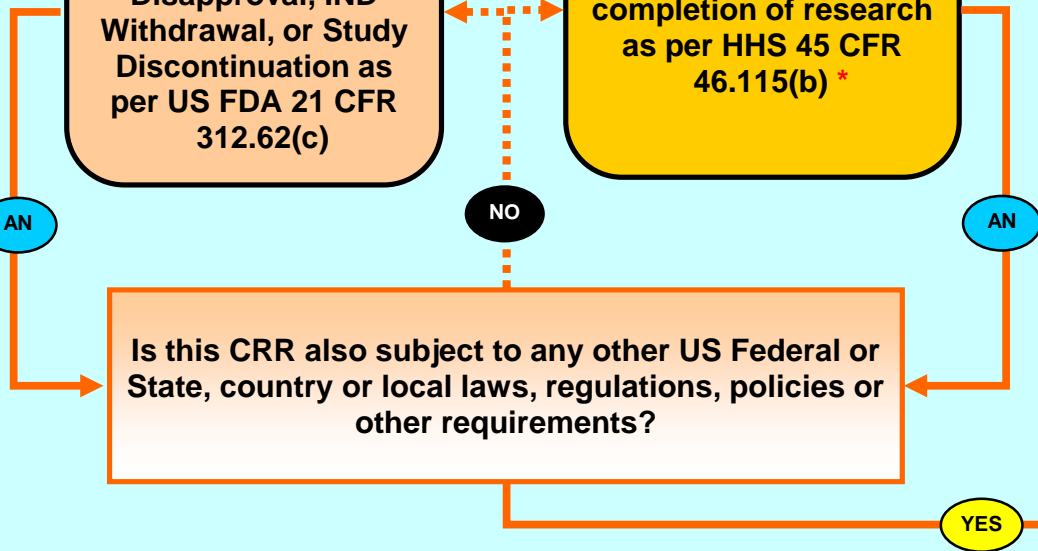 Disapproval, IND
Withdrawal, or Study
Discontinuation as
per US FDA 21 CFR
312.62(c)
completion of research
as per HHS 45 CFR
46.115(b) *
AN
NO
AN
Is this CRR also subject to any other US Federal or
State, country or local laws, regulations, policies or
other requirements?
YES